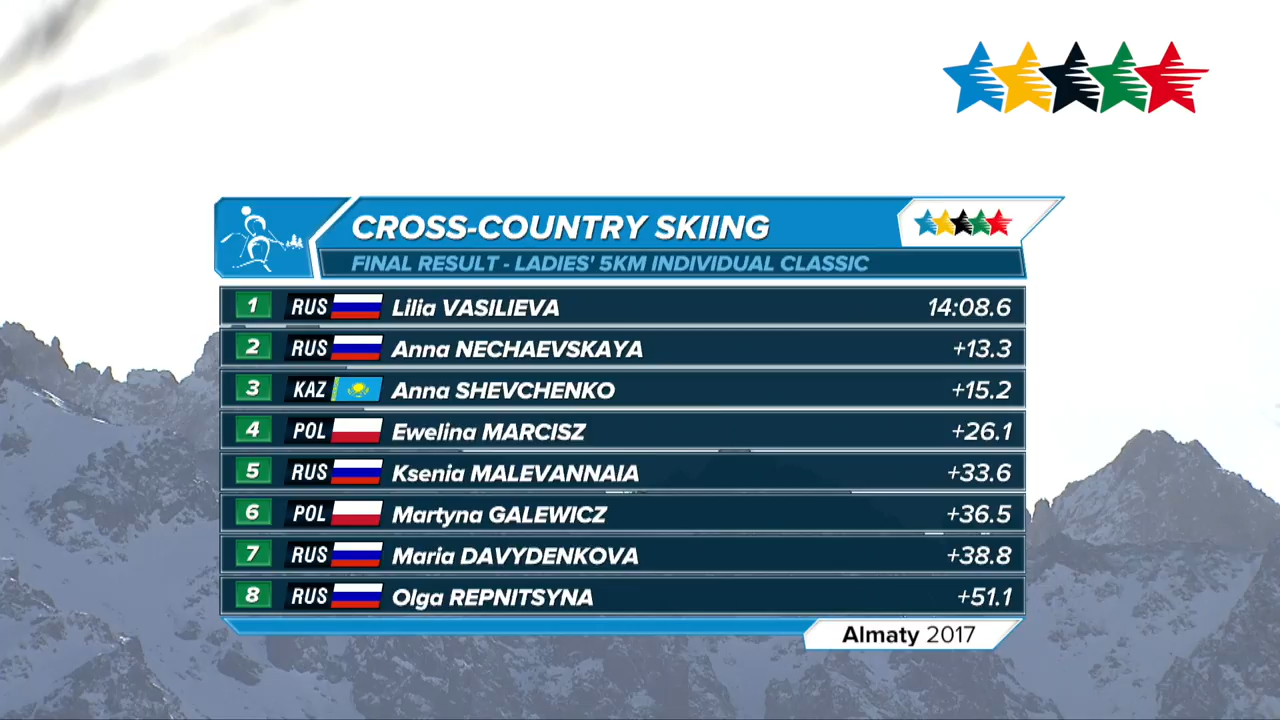 CROSS-COUNTRY SKIING
FINAL RESULT - LADIES' 5KM INDIVIDUAL CLASSIC
1 RUS Lilia VASILIEVA 14:08.6
2 RUS Anna NECHAEVSKAYA +13.3
3 KAZ Anna SHEVCHENKO +15.2
4 POL Ewelina MARCISZ +26.1
5 RUS Ksenia MALEVANNAIA +33.6
6 POL Martyna GALEWICZ +36.5
7 RUS Maria DAVYDENKOVA +38.8
8 RUS Olga REPNITSYNA +51.1
Almaty 2017